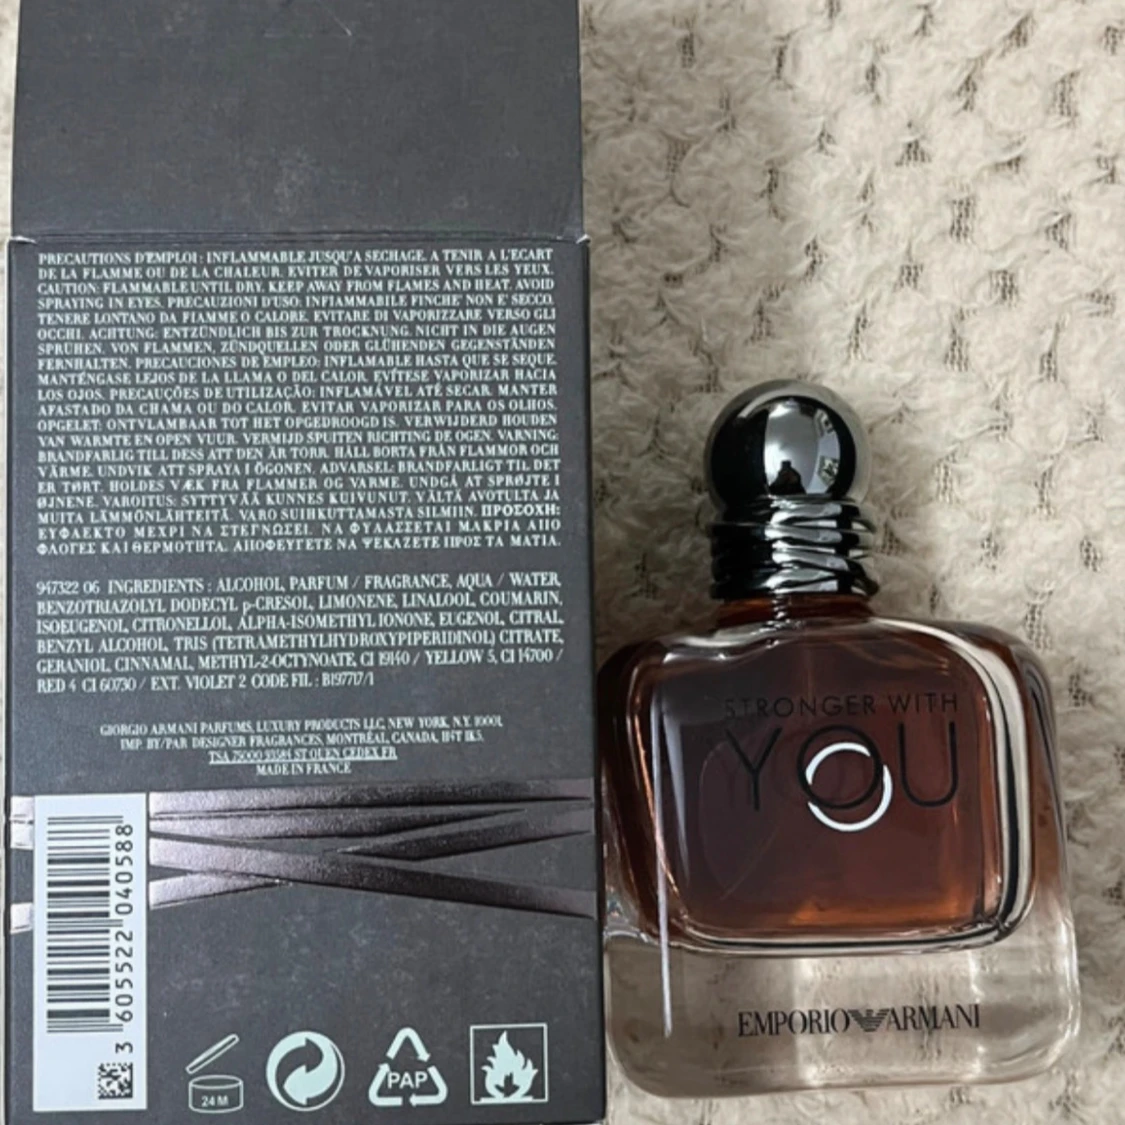 PRECAUTIONS D'EMPLOI : INFLAMMABLE JUSQU'A SECHAGE. A TENIR A L'ECART
DE LA FLAMME OU DE LA CHALEUR. EVITER DE VAPORISER VERS LES YEUX.
CAUTION: FLAMMABLE UNTIL DRY. KEEP AWAY FROM FLAMES AND HEAT. AVOID
SPRAYING IN EYES. PRECAUZIONI D'USO: INFIAMMABILE FINCHE' NON E' SECCO.
TENERE LONTANO DA FIAMME O CALORE. EVITARE DI VAPORIZZARE VERSO GLI
OCCHI. ACHTUNG: ENTZÜNDLICH BIS ZUR TROCKNUNG. NICHT IN DIE AUGEN
SPRÜHEN. VON FLAMMEN, ZÜNDQUELLEN ODER GLÜHENDEN GEGENSTÄNDEN
FERNHALTEN. PRECAUCIONES DE EMPLEO: INFLAMABLE HASTA QUE SE SEQUE.
MANTÉNGASE LEJOS DE LA LLAMA O DEL CALOR. EVÍTESE VAPORIZAR HACIA
LOS OJOS. PRECAUÇÕES DE UTILIZAÇÃO: INFLAMÁVEL ATÉ SECAR. MANTER
AFASTADO DA CHAMA OU DO CALOR. EVITAR VAPORIZAR PARA OS OLHOS.
OPGELET: ONTVLAMBAAR TOT HET OPGEDROOGD IS. VERWIJDERD HOUDEN
VAN WARMTE EN OPEN VUUR. VERMIJD SPUITEN RICHTING DE OGEN. VARNING:
BRANDFARLIGT TILL DESS ATT DEN ÄR TORR. HÅLL BORTA FRÅN FLAMMOR OCH
VÄRME. UNDVIK ATT SPRAYA I ÖGONEN. ADVARSEL: BRANDFARLIGT TIL DET
ER TØRT. HOLDES VÆK FRA FLAMMER OG VARME. UNDGÅ AT SPRØJTE I
ØJNENE. VAROITUS: SYTTYVÄÄ KUNNES KUIVUNUT. VÄLTÄ AVOTULTA JA
MUITA LÄMMÖNLÄHTEITÄ. VARO SUIHKUTTAMASTA SILMIIN. ΠΡΟΣΟΧΗ:
ΕΥΦΛΕΚΤΟ ΜΕΧΡΙ ΝΑ ΣΤΕΓΝΩΣΕΙ. ΝΑ ΦΥΛΑΣΣΕΤΑΙ ΜΑΚΡΙΑ ΑΠΟ
ΦΛΟΓΕΣ ΚΑΙ ΘΕΡΜΟΤΗΤΑ. ΑΠΟΦΕΥΓΕΤΕ ΝΑ ΨΕΚΑΖΕΤΕ ΠΡΟΣ ΤΑ ΜΑΤΙΑ.
947322 06 INGREDIENTS : ALCOHOL, PARFUM / FRAGRANCE, AQUA / WATER,
BENZOTRIAZOLYL DODECYL p-CRESOL, LIMONENE, LINALOOL, COUMARIN,
ISOEUGENOL, CITRONELLOL, ALPHA-ISOMETHYL IONONE, EUGENOL, CITRAL,
BENZYL ALCOHOL, TRIS (TETRAMETHYLHYDROXYPIPERIDINOL) CITRATE,
GERANIOL, CINNAMAL, METHYL-2-OCTYNOATE, CI 19140 / YELLOW 5, CI 14700 /
RED 4 CI 60730 / EXT. VIOLET 2 CODE FIL : B197717/1
GIORGIO ARMANI PARFUMS, LUXURY PRODUCTS LLC, NEW YORK, N.Y. 10001,
IMP. BY/PAR DESIGNER FRAGRANCES, MONTRÉAL, CANADA, H4T 1K5.
TSA 75000 93584 ST OUEN CEDEX FR
MADE IN FRANCE
3 605522 040588
24 M
PAP
STRONGER WITH
YOU
EMPORIO ARMANI